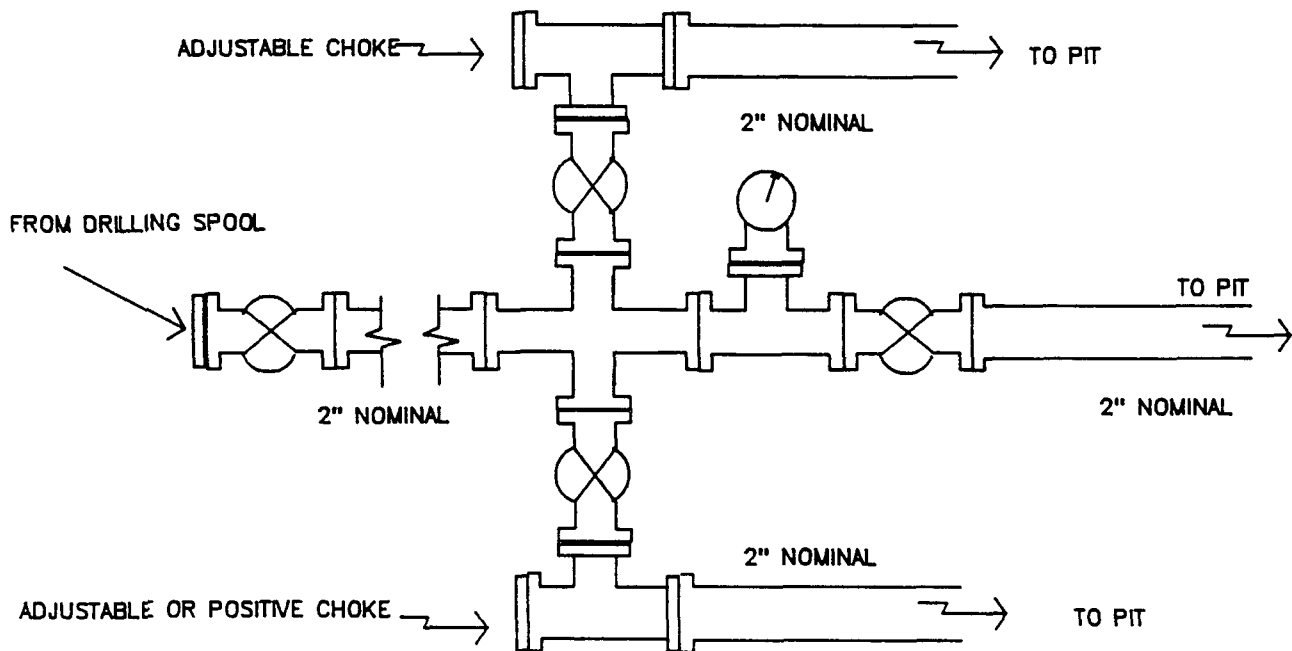 ADJUSTABLE CHOKE
TO PIT
2" NOMINAL
FROM DRILLING SPOOL
TO PIT
2" NOMINAL
2" NOMINAL
2" NOMINAL
ADJUSTABLE OR POSITIVE CHOKE
TO PIT